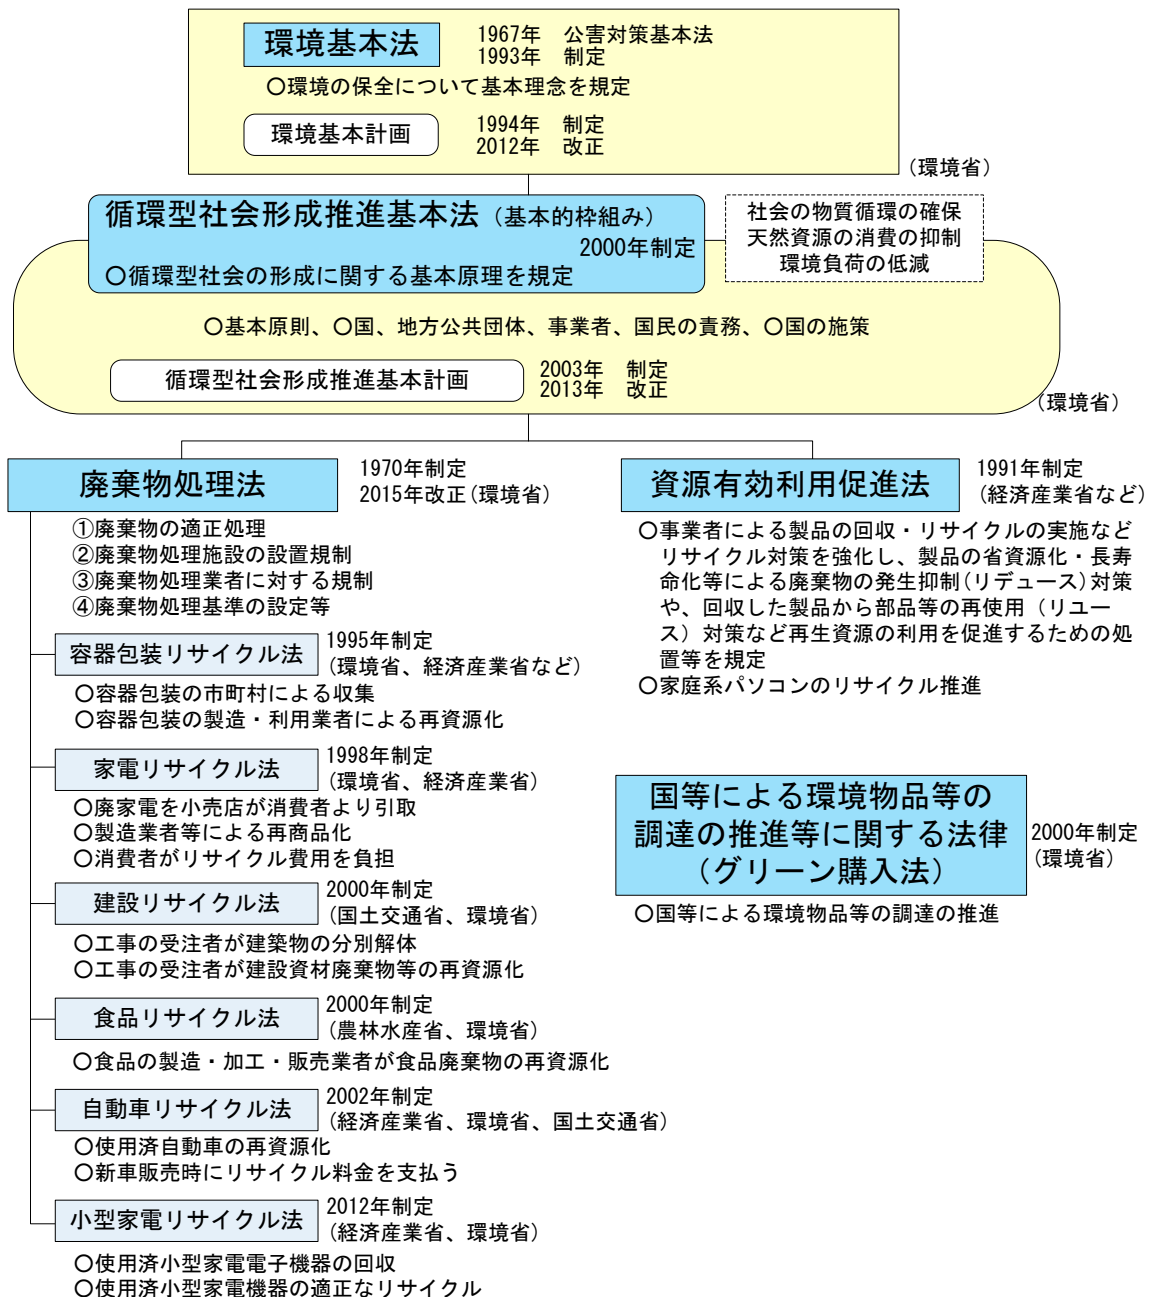 環境基本法
1967年 公害対策基本法
1993年 制定
〇環境の保全について基本理念を規定
環境基本計画
1994年 制定
2012年 改正
(環境省)
循環型社会形成推進基本法(基本的枠組み)
2000年制定
〇循環型社会の形成に関する基本原理を規定
社会の物質循環の確保
天然資源の消費の抑制
環境負荷の低減
〇基本原則、〇国、地方公共団体、事業者、国民の責務、〇国の施策
循環型社会形成推進基本計画
2003年 制定
2013年 改正
(環境省)
廃棄物処理法
1970年制定
2015年改正(環境省)
①廃棄物の適正処理
②廃棄物処理施設の設置規制
③廃棄物処理業者に対する規制
④廃棄物処理基準の設定等
容器包装リサイクル法
1995年制定
(環境省、経済産業省など)
〇容器包装の市町村による収集
〇容器包装の製造・利用業者による再資源化
家電リサイクル法
1998年制定
(環境省、経済産業省)
〇廃家電を小売店が消費者より引取
〇製造業者等による再商品化
〇消費者がリサイクル費用を負担
建設リサイクル法
2000年制定
(国土交通省、環境省)
〇工事の受注者が建築物の分別解体
〇工事の受注者が建設資材廃棄物等の再資源化
食品リサイクル法
2000年制定
(農林水産省、環境省)
〇食品の製造・加工・販売業者が食品廃棄物の再資源化
自動車リサイクル法
2002年制定
(経済産業省、環境省、国土交通省)
〇使用済自動車の再資源化
〇新車販売時にリサイクル料金を支払う
小型家電リサイクル法
2012年制定
(経済産業省、環境省)
〇使用済小型家電電子機器の回収
〇使用済小型家電機器の適正なリサイクル
資源有効利用促進法
1991年制定
(経済産業省など)
〇事業者による製品の回収・リサイクルの実施など
リサイクル対策を強化し、製品の省資源化・長寿
命化等による廃棄物の発生抑制(リデュース)対策
や、回収した製品から部品等の再使用(リユー
ス)対策など再生資源の利用を促進するための処
置等を規定
〇家庭系パソコンのリサイクル推進
国等による環境物品等の
調達の推進等に関する法律
(グリーン購入法)
2000年制定
(環境省)
〇国等による環境物品等の調達の推進